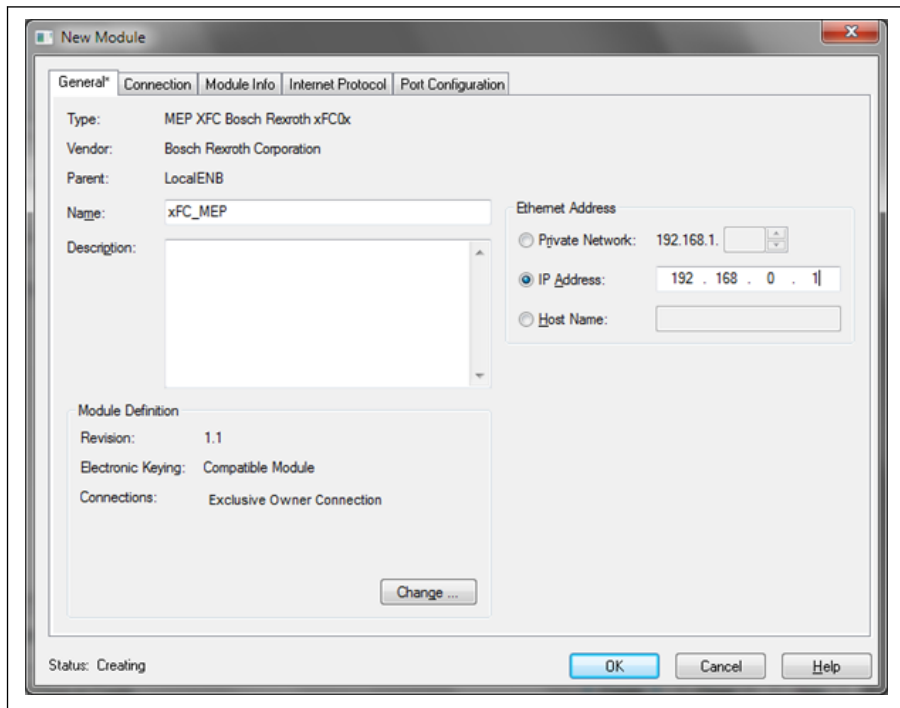 New Module
General* Connection Module Info Internet Protocol Port Configuration
Type: MEP XFC Bosch Rexroth xFC0x
Vendor: Bosch Rexroth Corporation
Parent: LocalENB
Name: xFC_MEP
Description:
Ethernet Address
Private Network: 192.168.1.
IP Address: 192 . 168 . 0 . 1
Host Name:
Module Definition
Revision: 1.1
Electronic Keying: Compatible Module
Connections: Exclusive Owner Connection
Change ...
Status: Creating
OK Cancel Help